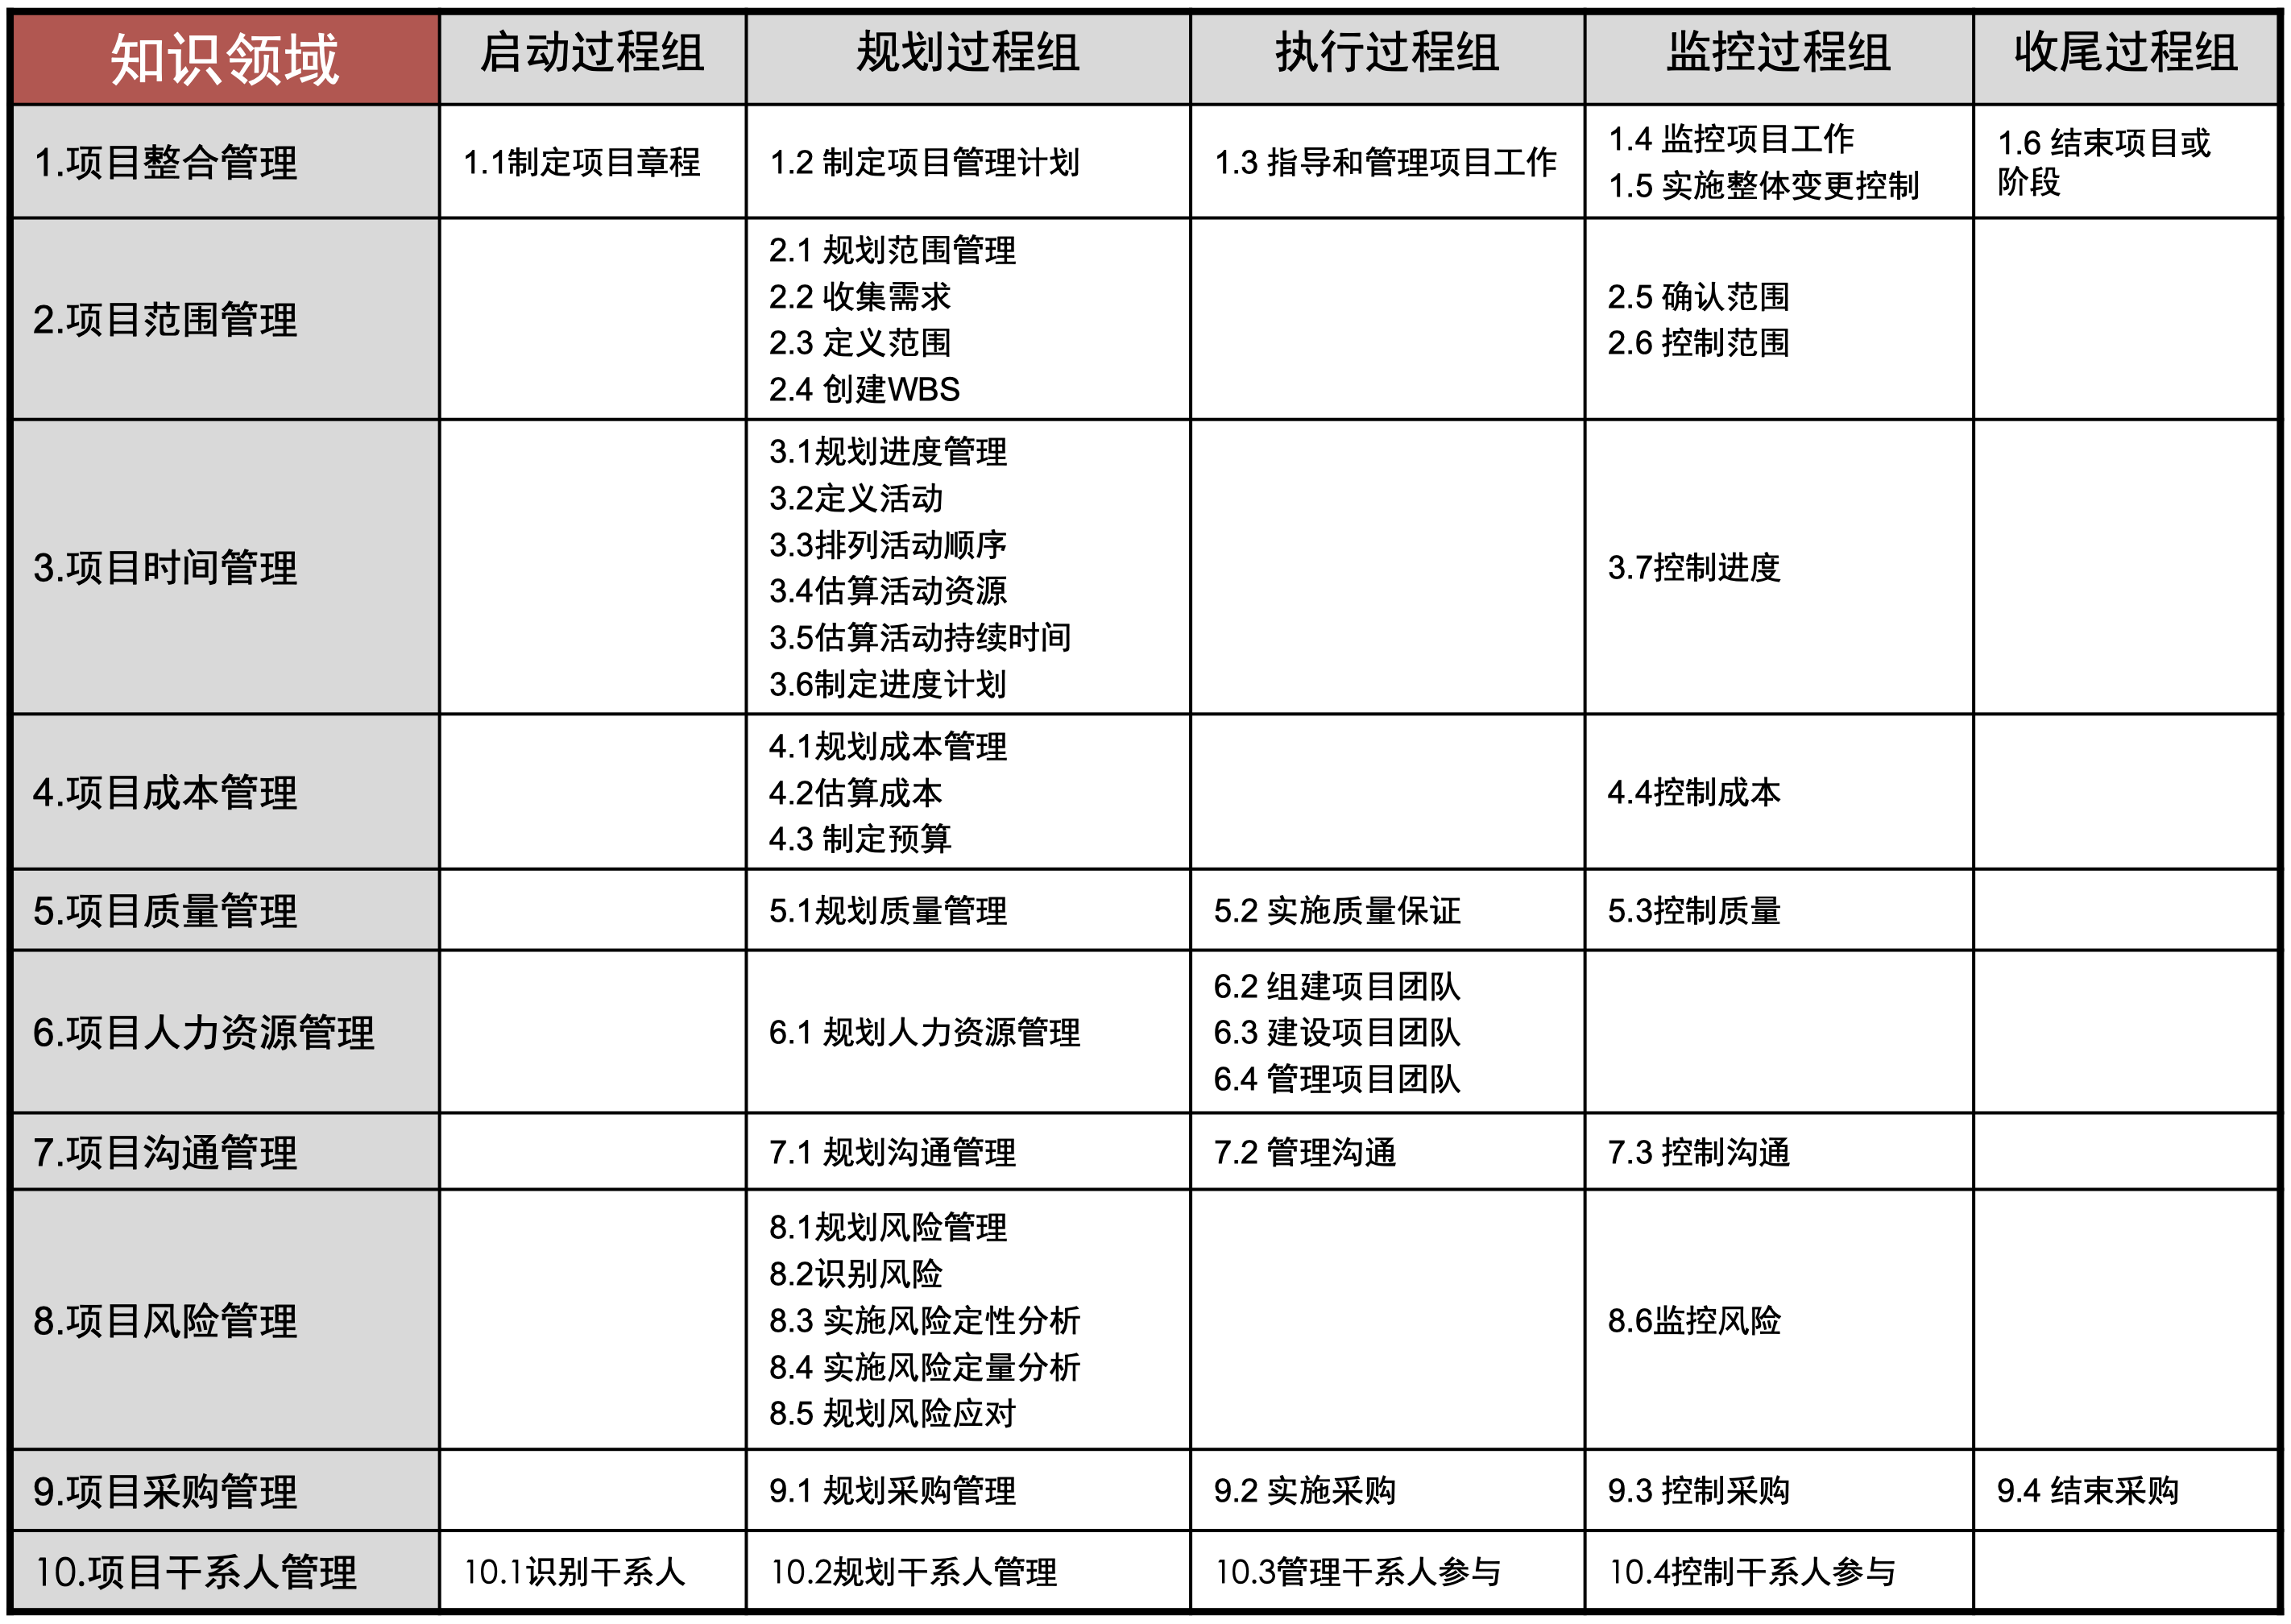 知识领域
启动过程组
规划过程组
执行过程组
监控过程组
收尾过程组
1.项目整合管理
1.1制定项目章程
1.2 制定项目管理计划
1.3 指导和管理项目工作
1.4 监控项目工作
1.5 实施整体变更控制
1.6 结束项目或
阶段
2.项目范围管理
2.1 规划范围管理
2.2 收集需求
2.3 定义范围
2.4 创建WBS
2.5 确认范围
2.6 控制范围
3.项目时间管理
3.1规划进度管理
3.2定义活动
3.3排列活动顺序
3.4估算活动资源
3.5估算活动持续时间
3.6制定进度计划
3.7控制进度
4.项目成本管理
4.1规划成本管理
4.2估算成本
4.3 制定预算
4.4控制成本
5.项目质量管理
5.1规划质量管理
5.2 实施质量保证
5.3控制质量
6.项目人力资源管理
6.1 规划人力资源管理
6.2 组建项目团队
6.3 建设项目团队
6.4 管理项目团队
7.项目沟通管理
7.1 规划沟通管理
7.2 管理沟通
7.3 控制沟通
8.项目风险管理
8.1规划风险管理
8.2识别风险
8.3 实施风险定性分析
8.4 实施风险定量分析
8.5 规划风险应对
8.6监控风险
9.项目采购管理
9.1 规划采购管理
9.2 实施采购
9.3 控制采购
9.4 结束采购
10.项目干系人管理
10.1识别干系人
10.2规划干系人管理
10.3管理干系人参与
10.4控制干系人参与